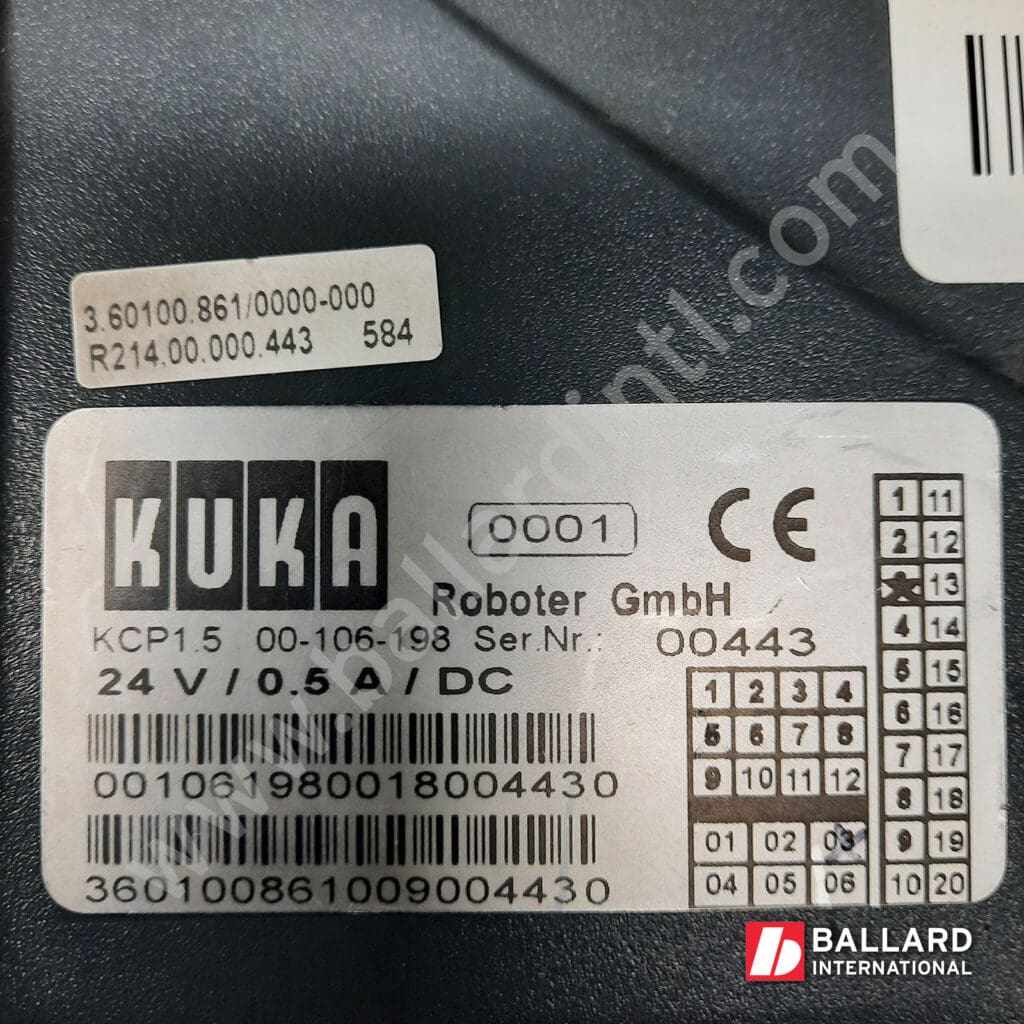 3.60100.861/0000-000
R214.00.000.443 584
KUKA
0001
CE
Roboter GmbH
KCP1.5 00-106-198 Ser.Nr.: 00443
24 V / 0.5 A / DC
001061980018004430
360100861009004430
1 2 3 4
5 6 7 8
9 10 11 12
01 02 03
04 05 06
1 11
2 12
13
4 14
5 15
6 16
7 17
8 18
9 19
10 20
www.ballardintl.com
BALLARD
INTERNATIONAL